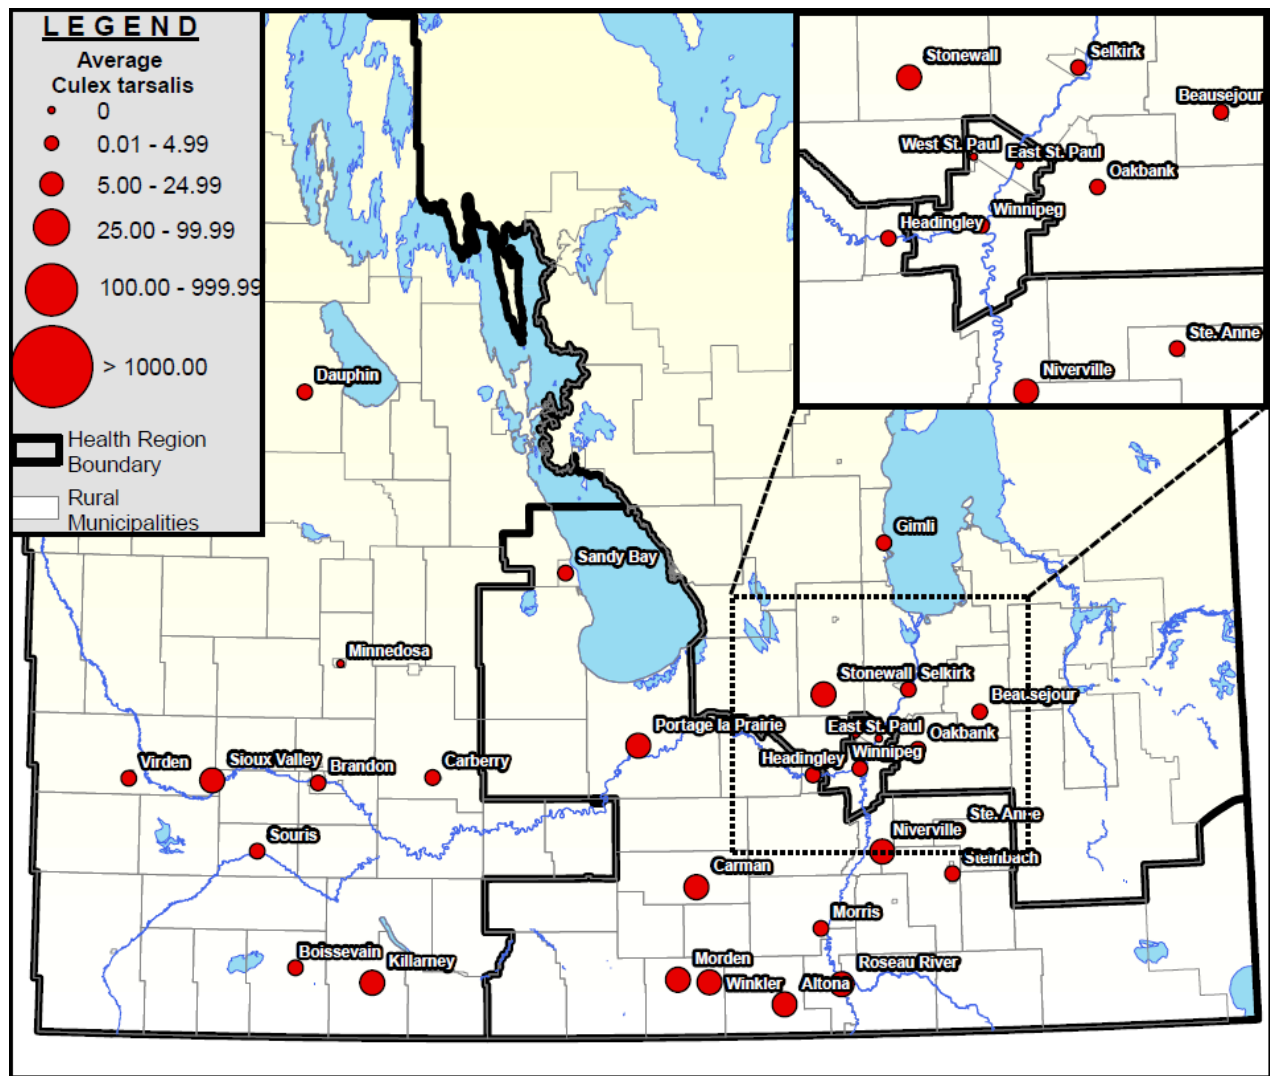 LEGEND
Average
Culex tarsalis
0
0.01 - 4.99
5.00 - 24.99
25.00 - 99.99
100.00 - 999.99
> 1000.00
Health Region
Boundary
Rural
Municipalities
Stonewall
Selkirk
Beausejour
West St. Paul
East St. Paul
Oakbank
Winnipeg
Headingley
Ste. Anne
Niverville
Dauphin
Gimli
Sandy Bay
Minnedosa
Stonewall Selkirk
Beausejour
Portage la Prairie
East St. Paul
Oakbank
Headingley
Winnipeg
Virden
Sioux Valley
Brandon
Carberry
Ste. Anne
Niverville
Souris
Steinbach
Carman
Morris
Boissevain
Killarney
Morden
Roseau River
Winkler
Altona